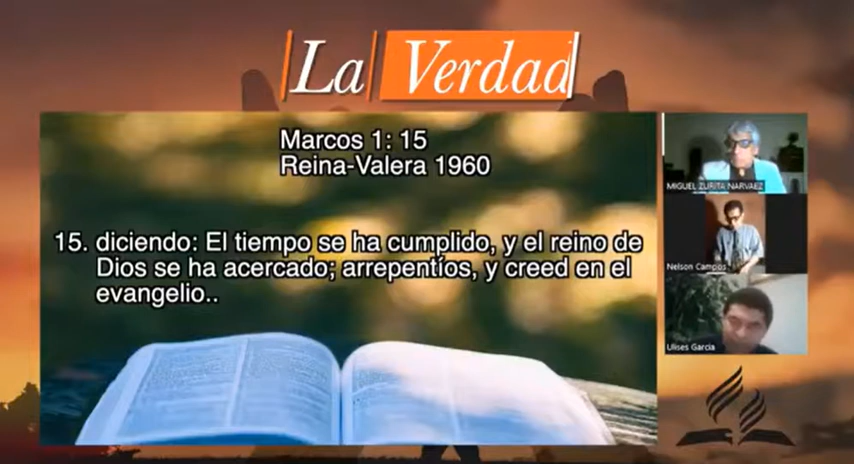 La Verdad
Marcos 1: 15
Reina-Valera 1960
15. diciendo: El tiempo se ha cumplido, y el reino de
Dios se ha acercado; arrepentíos, y creed en el
evangelio..
MIGUEL ZURITA NARVAEZ
Nelson Campos
Ulises Garcia